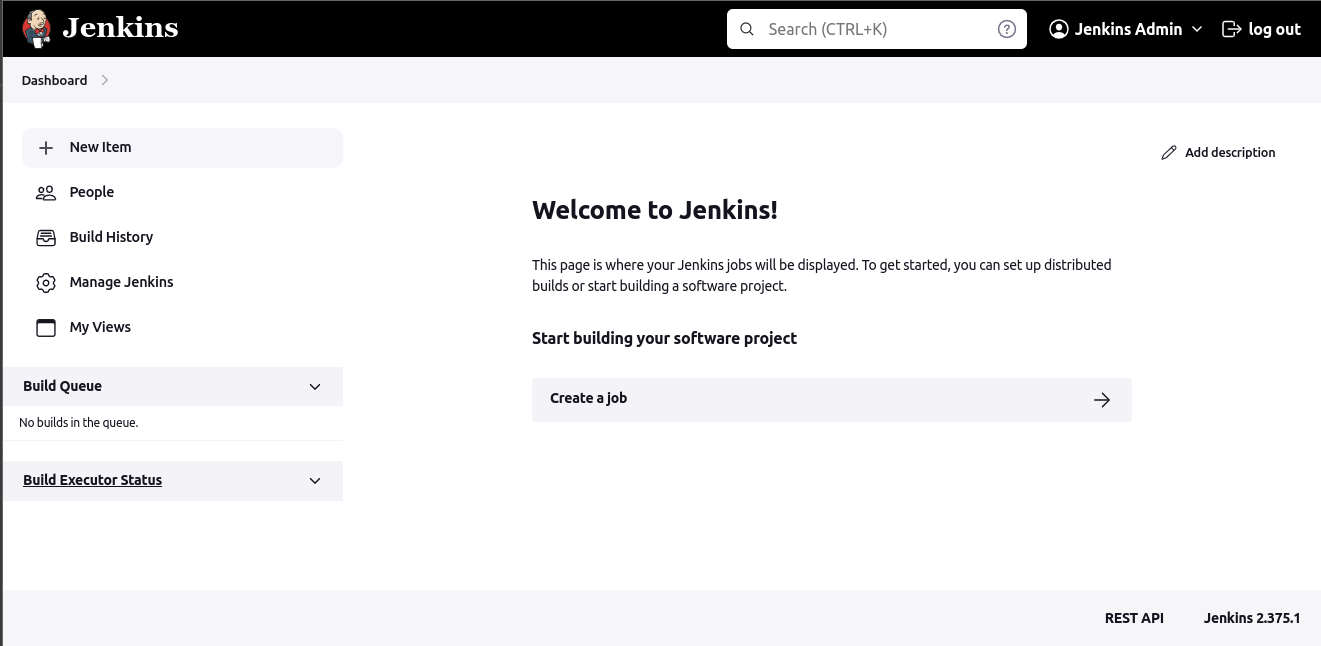 Jenkins
Search (CTRL+K)
Jenkins Admin
log out
Dashboard
New Item
People
Build History
Manage Jenkins
My Views
Build Queue
No builds in the queue.
Build Executor Status
Add description
Welcome to Jenkins!
This page is where your Jenkins jobs will be displayed. To get started, you can set up distributed
builds or start building a software project.
Start building your software project
Create a job
REST API
Jenkins 2.375.1